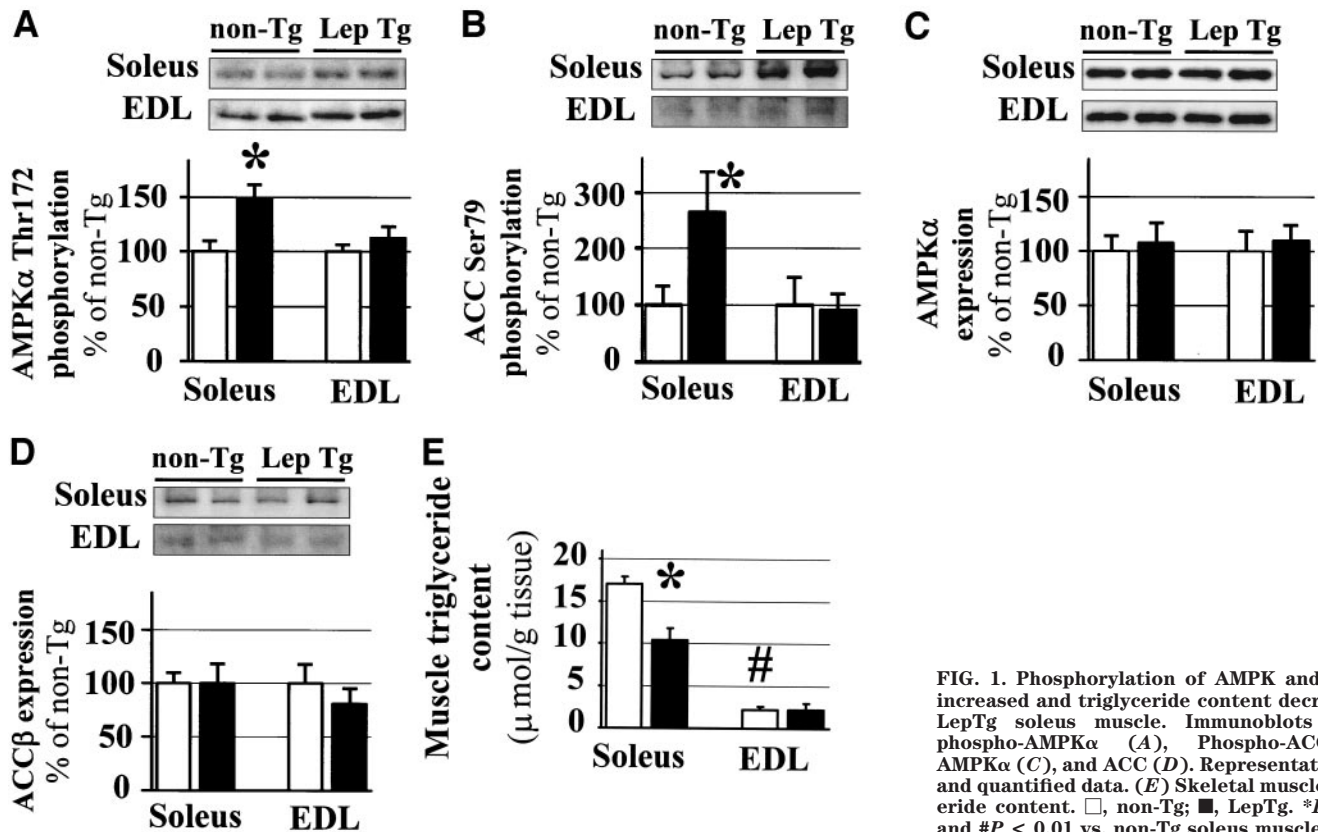 A
non-Tg Lep Tg
Soleus
EDL
AMPKα Thr172
phosphorylation
% of non-Tg
150
100
50
0
*
Soleus EDL
B
non-Tg Lep Tg
Soleus
EDL
ACC Ser79
phosphorylation
% of non-Tg
300
200
100
0
*
Soleus EDL
C
non-Tg Lep Tg
Soleus
EDL
AMPKα
expression
% of non-Tg
150
100
50
0
Soleus EDL
D
non-Tg Lep Tg
Soleus
EDL
ACCβ expression
% of non-Tg
150
100
50
0
Soleus EDL
E
Muscle triglyceride
content
(μ mol/g tissue)
20
15
10
5
0
*
#
Soleus EDL
FIG. 1. Phosphorylation of AMPK and
increased and triglyceride content decr
LepTg soleus muscle. Immunoblots
phospho-AMPKα (A), Phospho-ACC
AMPKα (C), and ACC (D). Representat
and quantified data. (E) Skeletal muscle
eride content. □, non-Tg; ■, LepTg. *P
and #P < 0.01 vs. non-Tg soleus muscle